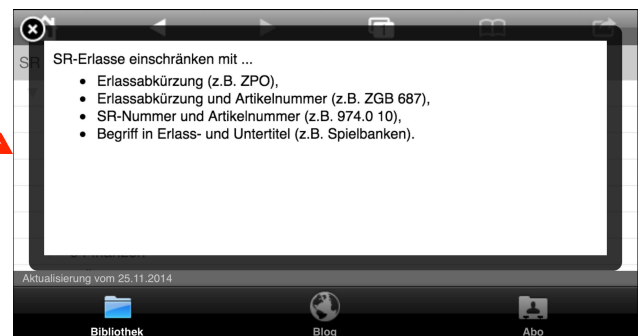 SR
SR-Erlasse einschränken mit ...
• Erlassabkürzung (z.B. ZPO),
• Erlassabkürzung und Artikelnummer (z.B. ZGB 687),
• SR-Nummer und Artikelnummer (z.B. 974.0 10),
• Begriff in Erlass- und Untertitel (z.B. Spielbanken).
Aktualisierung vom 25.11.2014
Bibliothek
Blog
Abo